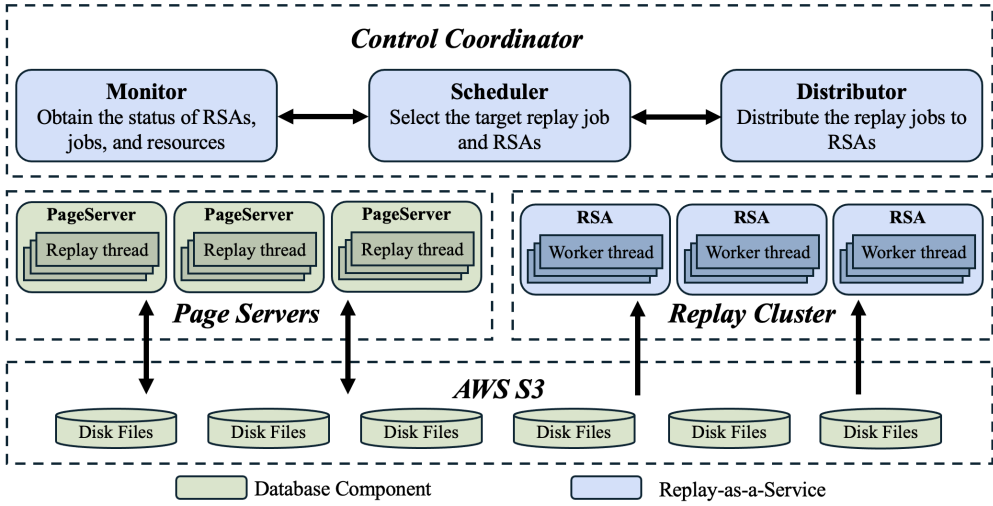 Control Coordinator
Monitor
Obtain the status of RSAs,
jobs, and resources
Scheduler
Select the target replay job
and RSAs
Distributor
Distribute the replay jobs to
RSAs
PageServer
Replay thread
PageServer
Replay thread
PageServer
Replay thread
Page Servers
RSA
Worker thread
RSA
Worker thread
RSA
Worker thread
Replay Cluster
AWS S3
Disk Files
Disk Files
Disk Files
Disk Files
Disk Files
Disk Files
Database Component
Replay-as-a-Service